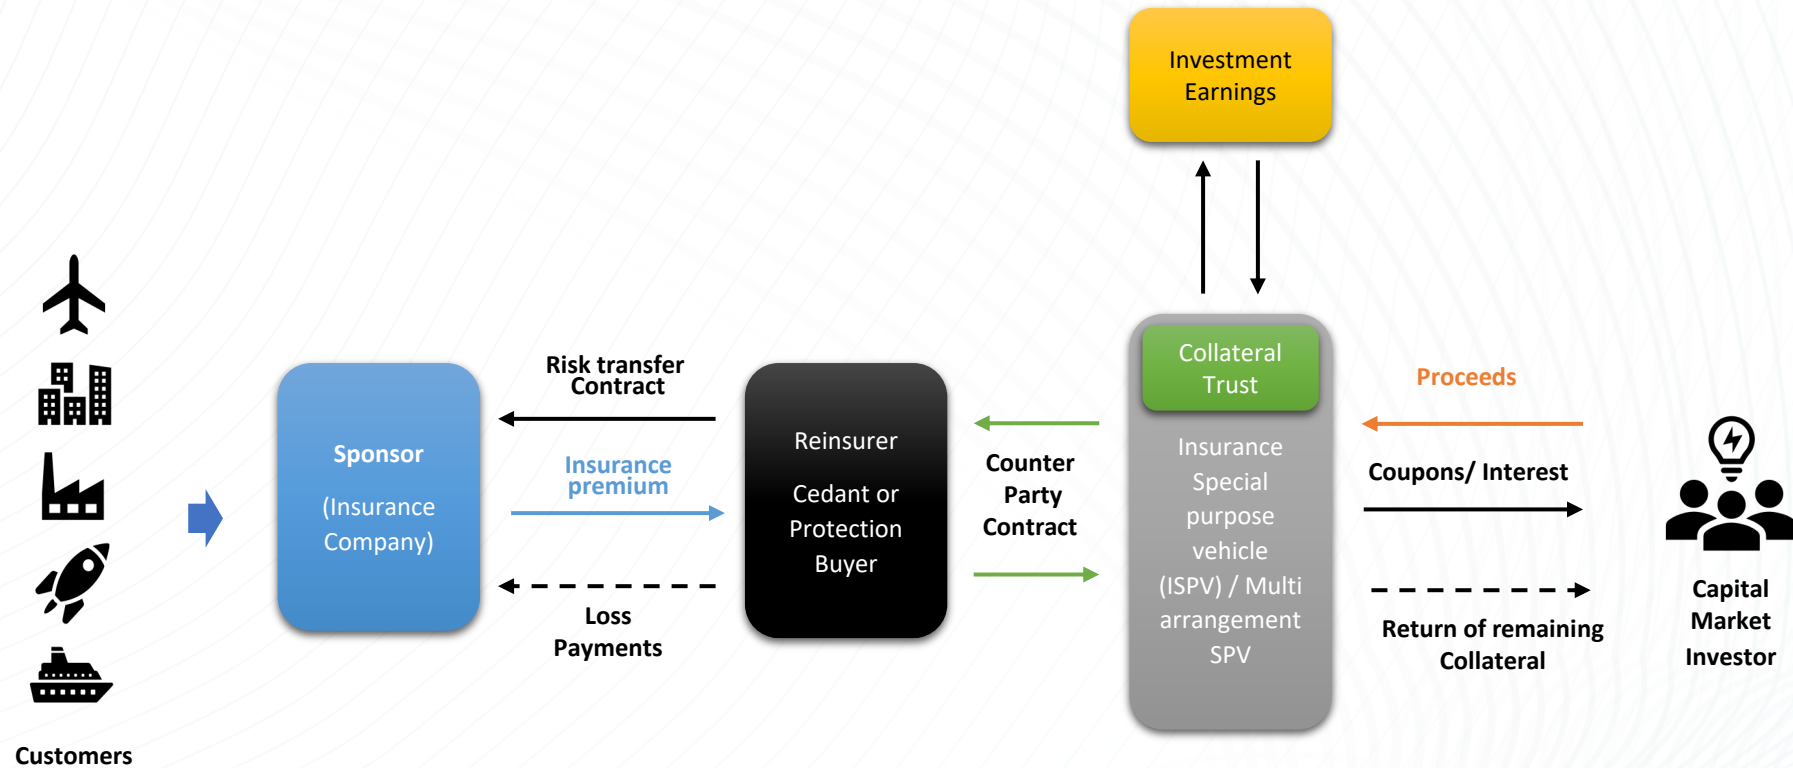 Investment
Earnings
Customers
Sponsor
(Insurance
Company)
Risk transfer
Contract
Insurance
premium
Loss
Payments
Reinsurer
Cedant or
Protection
Buyer
Counter
Party
Contract
Collateral
Trust
Insurance
Special
purpose
vehicle
(ISPV) / Multi
arrangement
SPV
Proceeds
Coupons/ Interest
Return of remaining
Collateral
Capital
Market
Investor